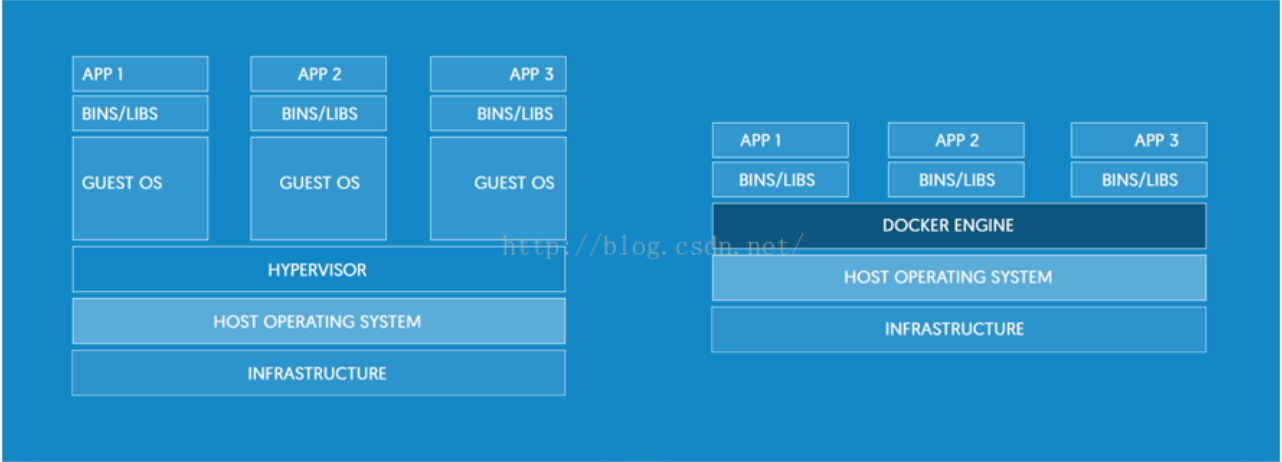 APP 1 APP 2 APP 3
BINS/LIBS BINS/LIBS BINS/LIBS
GUEST OS GUEST OS GUEST OS
HYPERVISOR
HOST OPERATING SYSTEM
INFRASTRUCTURE
APP 1 APP 2 APP 3
BINS/LIBS BINS/LIBS BINS/LIBS
DOCKER ENGINE
HOST OPERATING SYSTEM
INFRASTRUCTURE
http://blog.csdn.net/